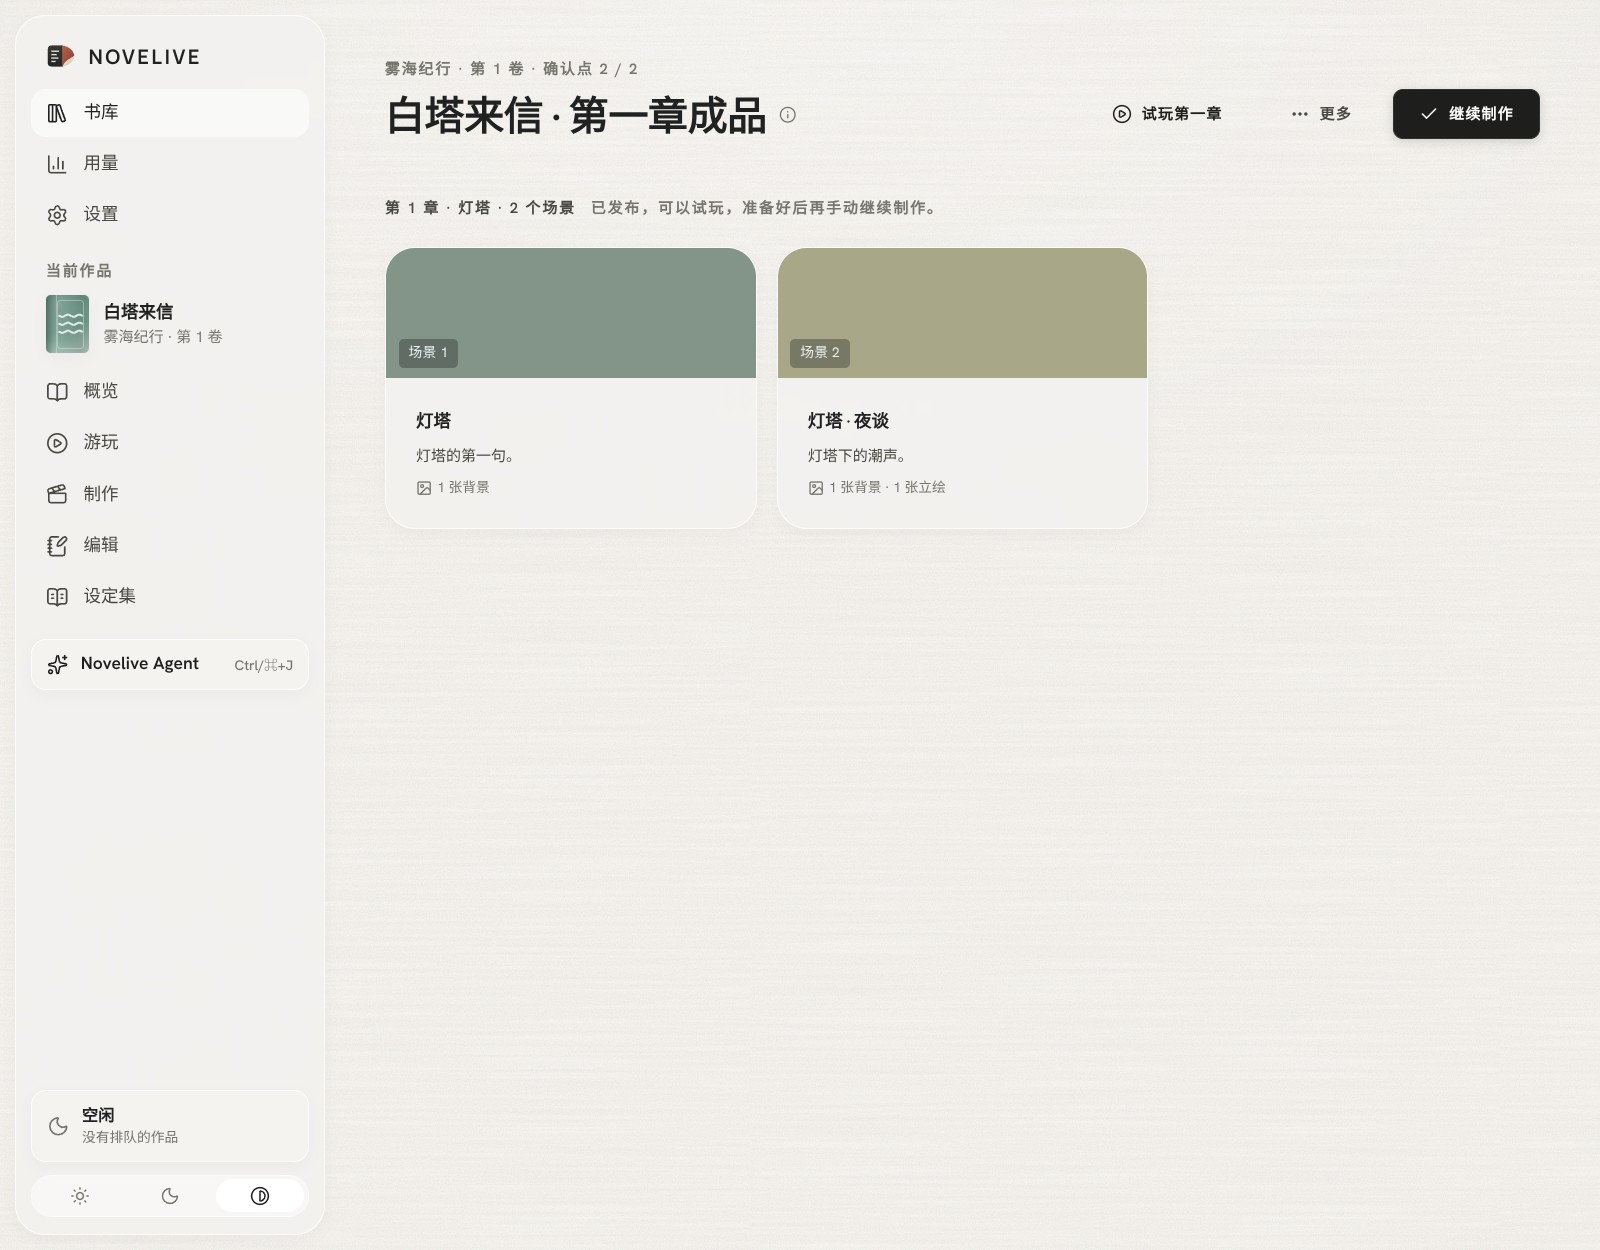 NOVELIVE
书库
用量
设置
当前作品
白塔来信
雾海纪行 · 第 1 卷
概览
游玩
制作
编辑
设定集
Novelive Agent
Ctrl/⌘+J
空闲
没有排队的作品
雾海纪行 · 第 1 卷 · 确认点 2 / 2
白塔来信 · 第一章成品
试玩第一章
更多
继续制作
第 1 章 · 灯塔 · 2 个场景 已发布，可以试玩，准备好后再手动继续制作。
场景 1
灯塔
灯塔的第一句。
1 张背景
场景 2
灯塔 · 夜谈
灯塔下的潮声。
1 张背景 · 1 张立绘